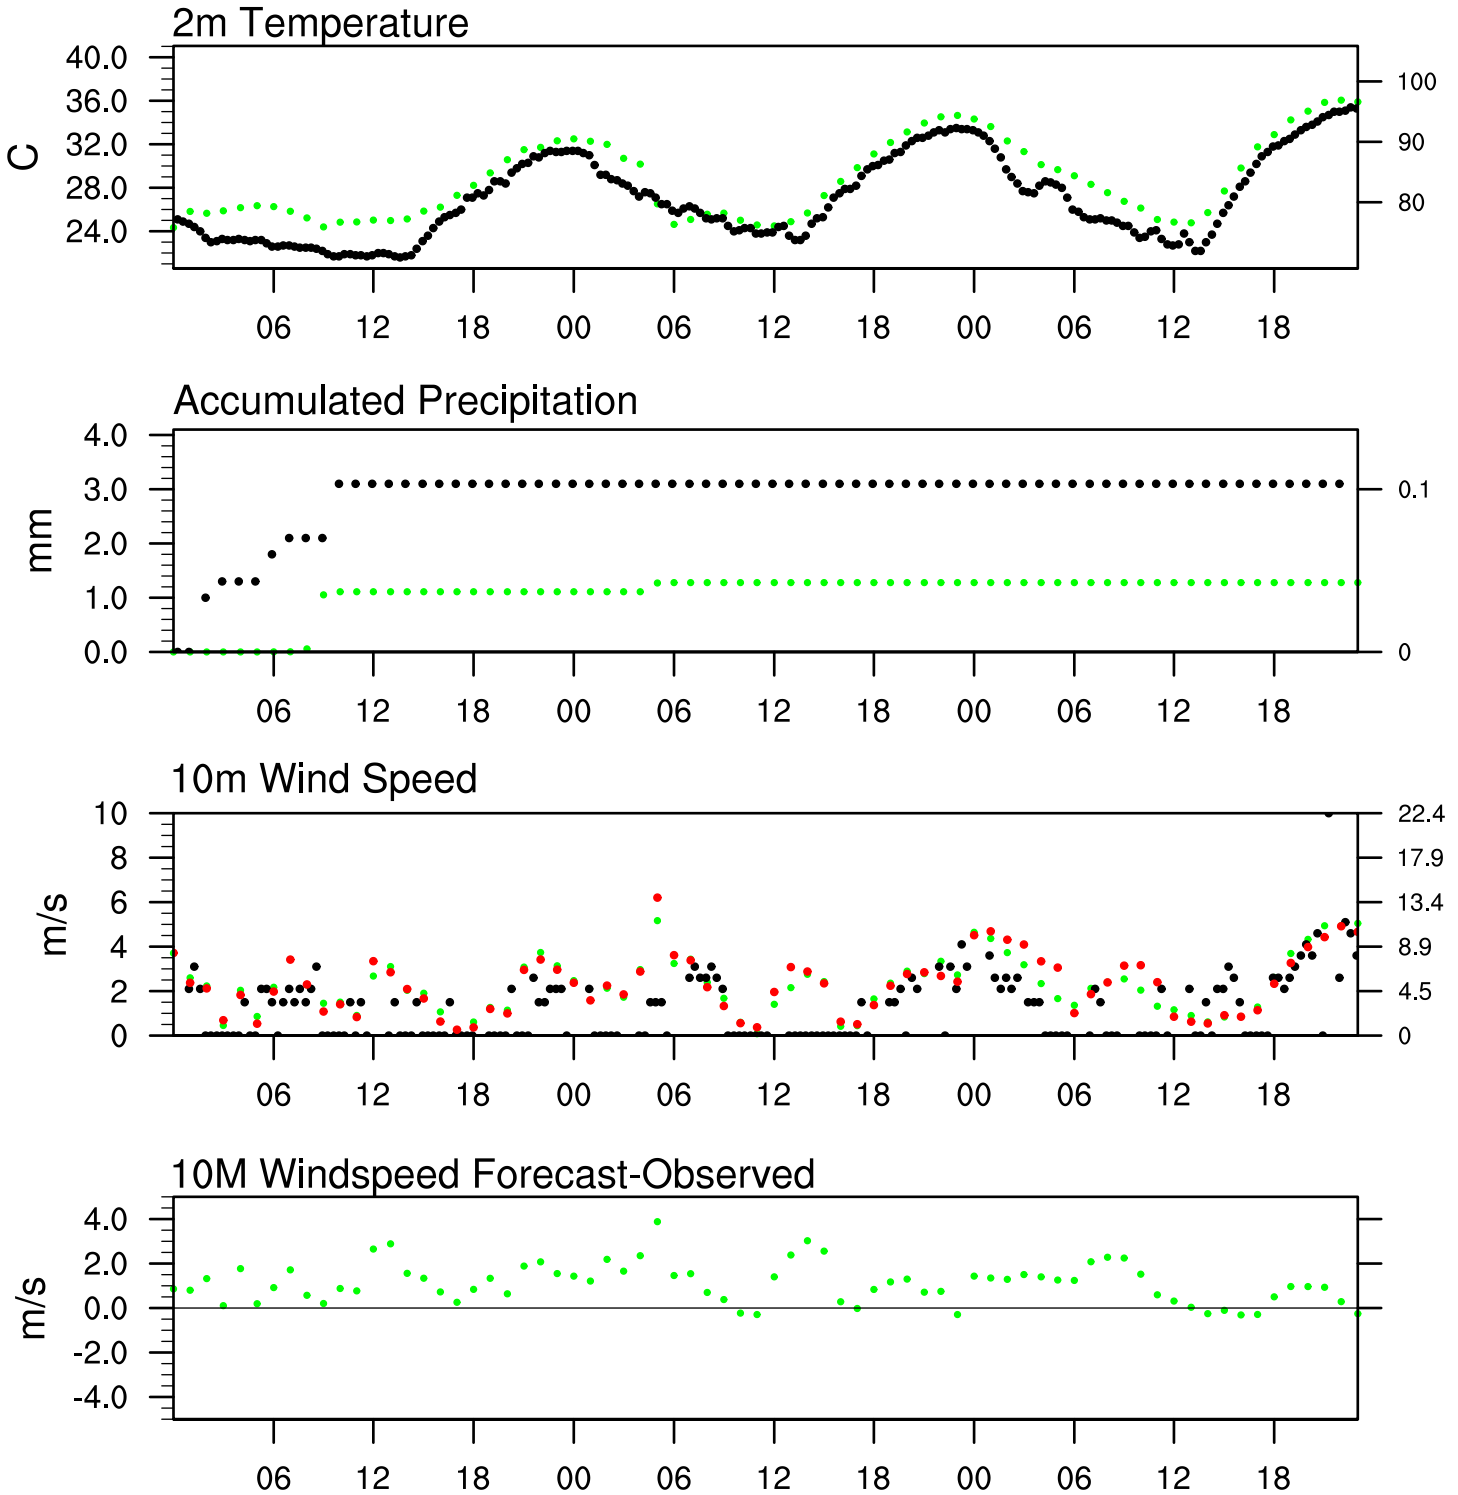 2m Temperature
40.0
36.0
32.0
28.0
24.0
C
100
90
80
06 12 18 00 06 12 18 00 06 12 18
Accumulated Precipitation
4.0
3.0
2.0
1.0
0.0
mm
0.1
0
06 12 18 00 06 12 18 00 06 12 18
10m Wind Speed
10
8
6
4
2
0
m/s
22.4
17.9
13.4
8.9
4.5
0
06 12 18 00 06 12 18 00 06 12 18
10M Windspeed Forecast-Observed
4.0
2.0
0.0
-2.0
-4.0
m/s
06 12 18 00 06 12 18 00 06 12 18